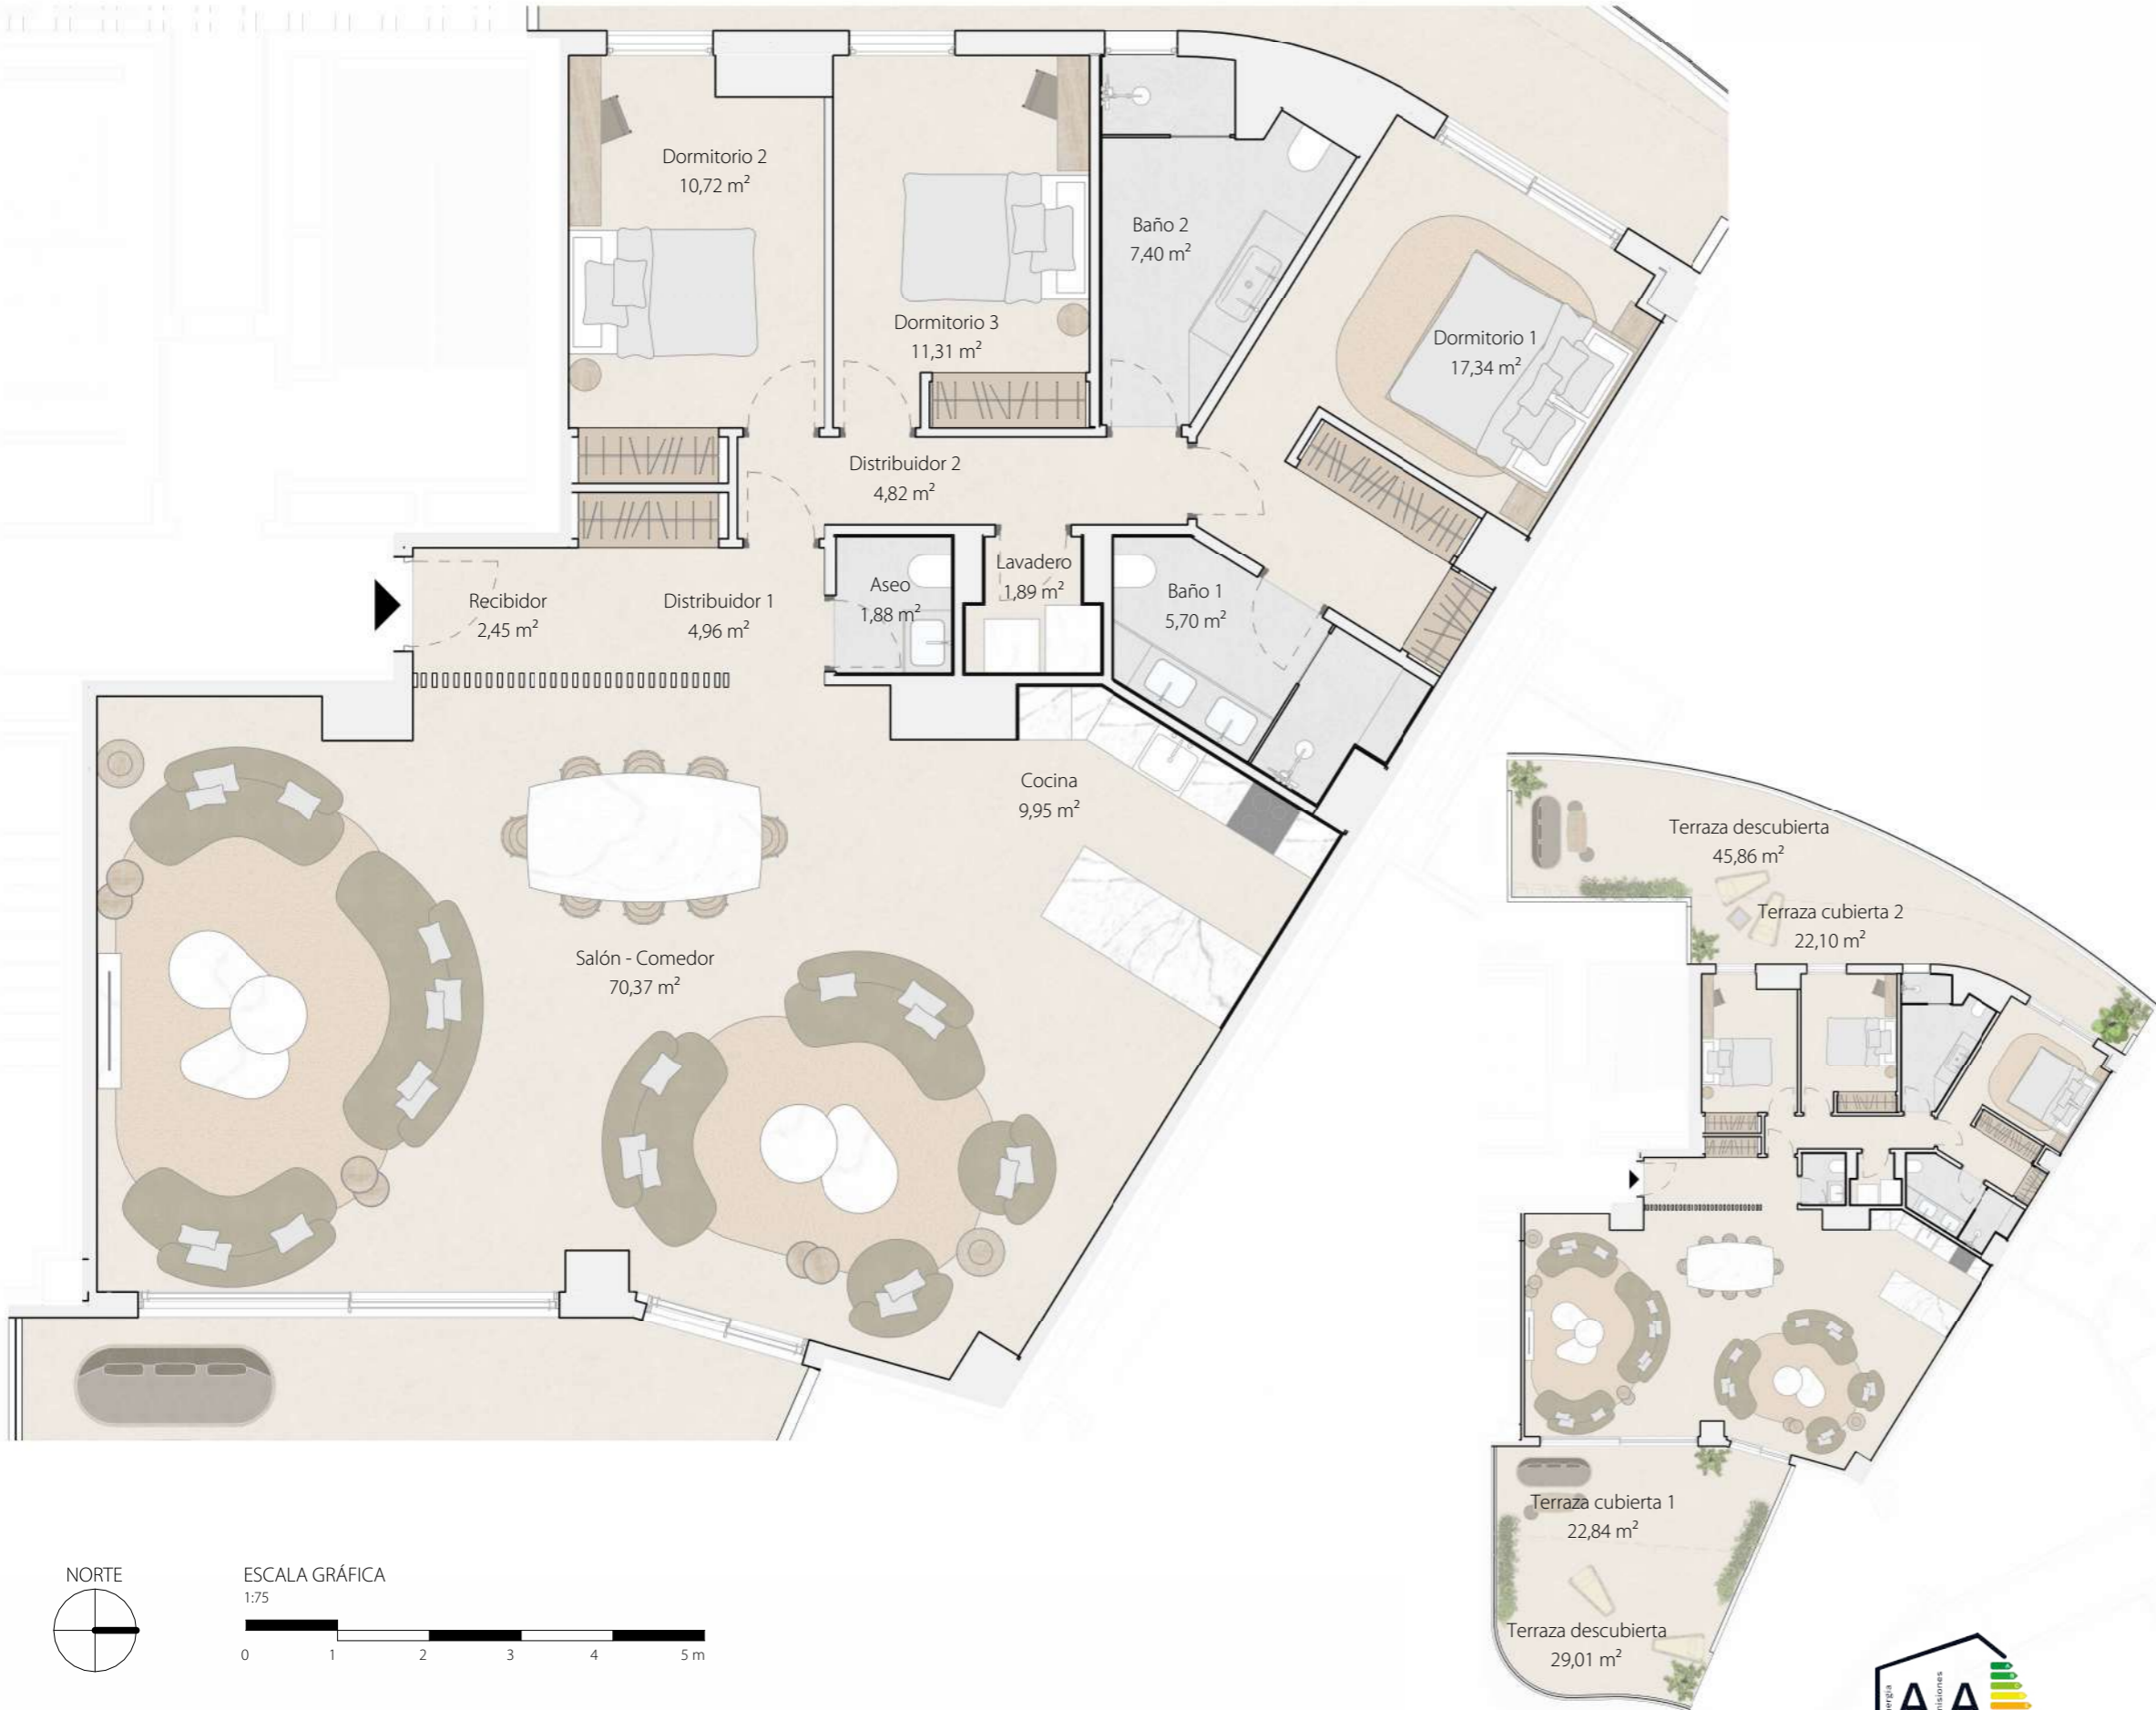 Dormitorio 2
10,72 m²
Dormitorio 3
11,31 m²
Baño 2
7,40 m²
Dormitorio 1
17,34 m²
Distribuidor 2
4,82 m²
Recibidor
2,45 m²
Distribuidor 1
4,96 m²
Aseo
1,88 m²
Lavadero
1,89 m²
Baño 1
5,70 m²
Cocina
9,95 m²
Salón - Comedor
70,37 m²
Terraza descubierta
45,86 m²
Terraza cubierta 2
22,10 m²
Terraza cubierta 1
22,84 m²
Terraza descubierta
29,01 m²
NORTE
ESCALA GRÁFICA
1:75
0 1 2 3 4 5 m
A A
A